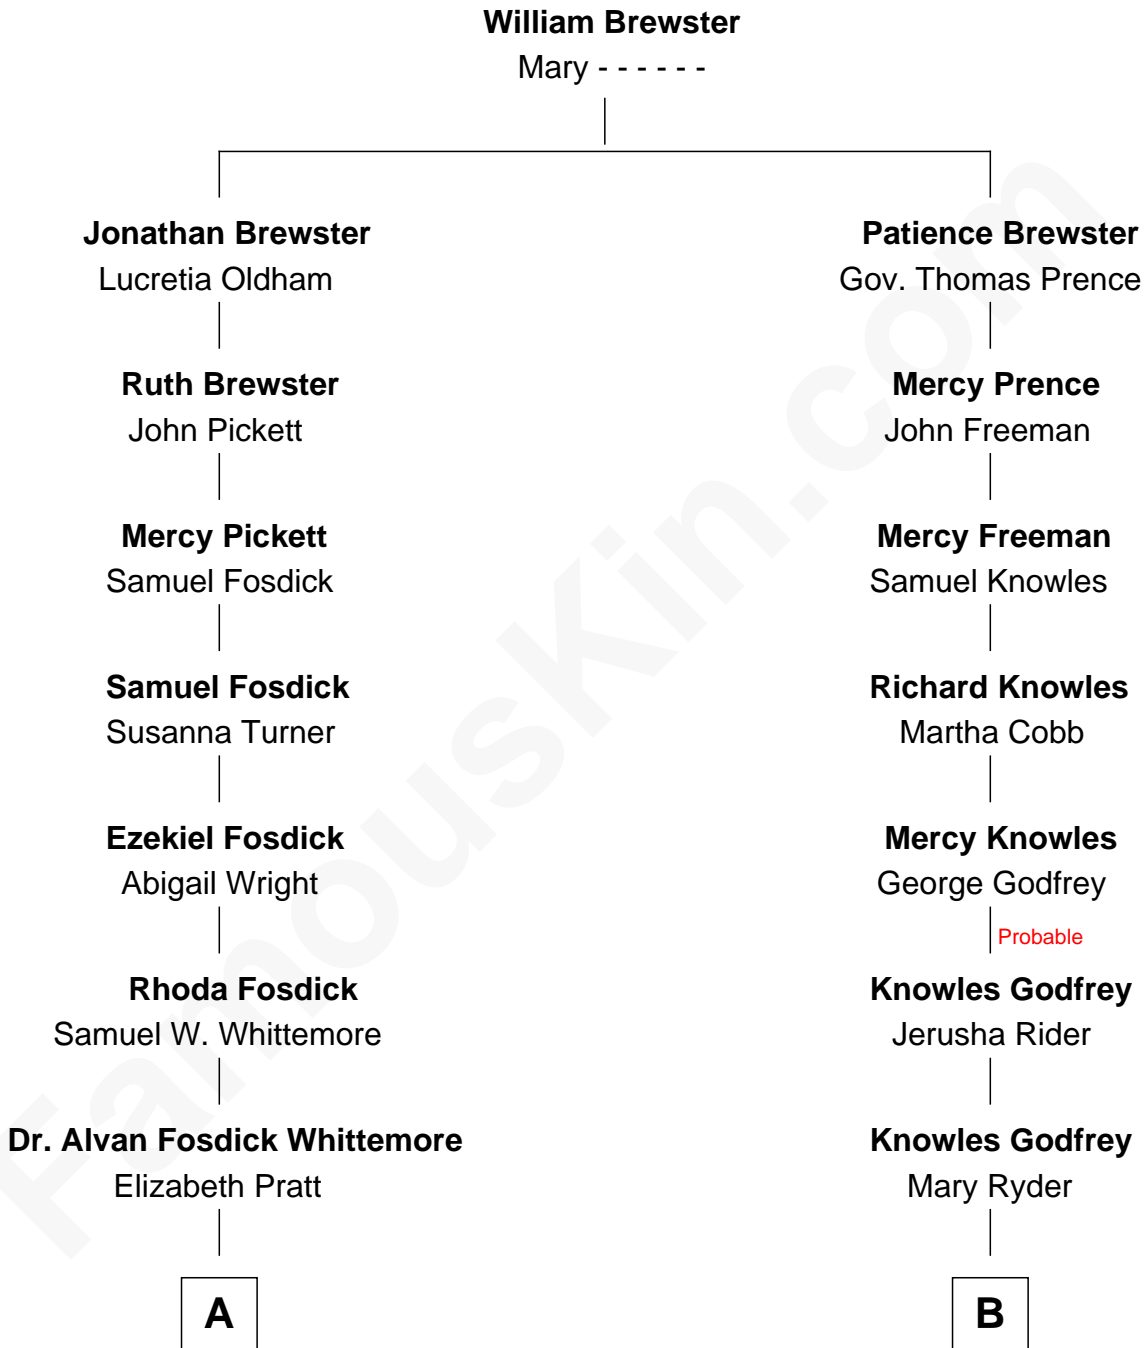 William Brewster
Mary - - - - - -
Jonathan Brewster
Lucretia Oldham
Patience Brewster
Gov. Thomas Prence
Ruth Brewster
John Pickett
Mercy Prence
John Freeman
Mercy Pickett
Samuel Fosdick
Mercy Freeman
Samuel Knowles
Samuel Fosdick
Susanna Turner
Richard Knowles
Martha Cobb
Ezekiel Fosdick
Abigail Wright
Mercy Knowles
George Godfrey
Probable
Rhoda Fosdick
Samuel W. Whittemore
Knowles Godfrey
Jerusha Rider
Dr. Alvan Fosdick Whittemore
Elizabeth Pratt
Knowles Godfrey
Mary Ryder
A
B
FamousKin.com